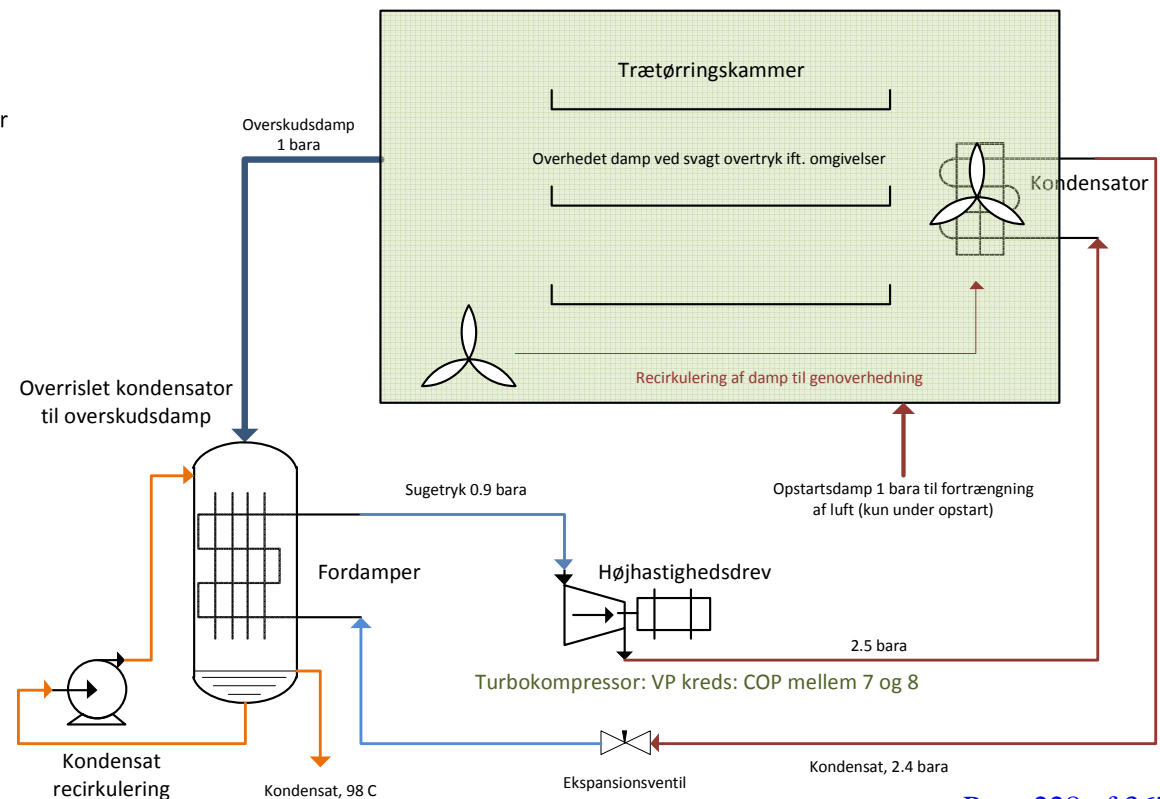 Trætørringskammer
r
Overskudsdamp
1 bara
Overhedet damp ved svagt overtryk ift. omgivelser
Kondensator
Recirkulering af damp til genoverhedning
Overrislet kondensator
til overskudsdamp
Sugetryk 0.9 bara
Opstartsdamp 1 bara til fortrængning
af luft (kun under opstart)
Fordamper
Højhastighedsdrev
2.5 bara
Turbokompressor: VP kreds: COP mellem 7 og 8
Kondensat
recirkulering
Kondensat, 98 C
Ekspansionsventil
Kondensat, 2.4 bara